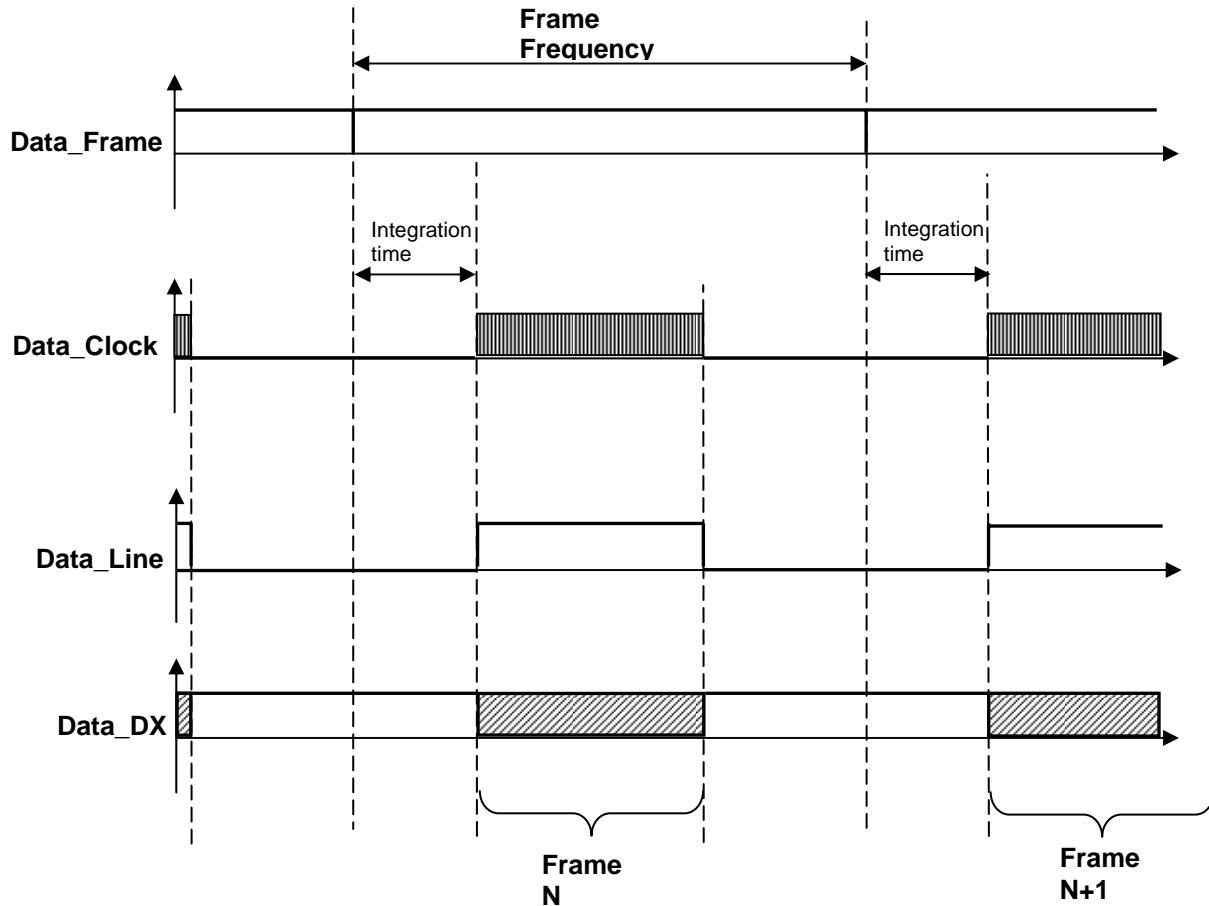 Frame
Frequency
Data_Frame
Integration
time
Integration
time
Data_Clock
Data_Line
Data_DX
Frame
N
Frame
N+1